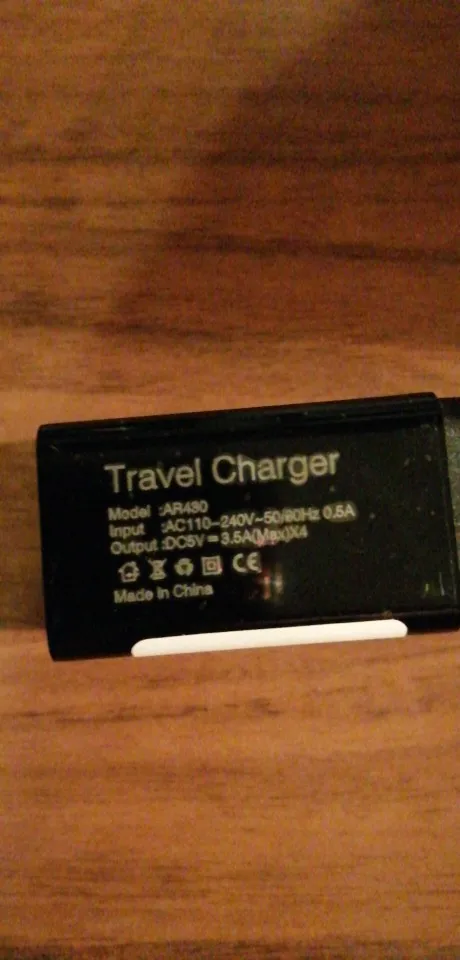 Travel Charger
Model :AR430
Input :AC110-240V~50/60Hz 0.5A
Output :DC5V=3.5A(Max)X4
CE
Made in China